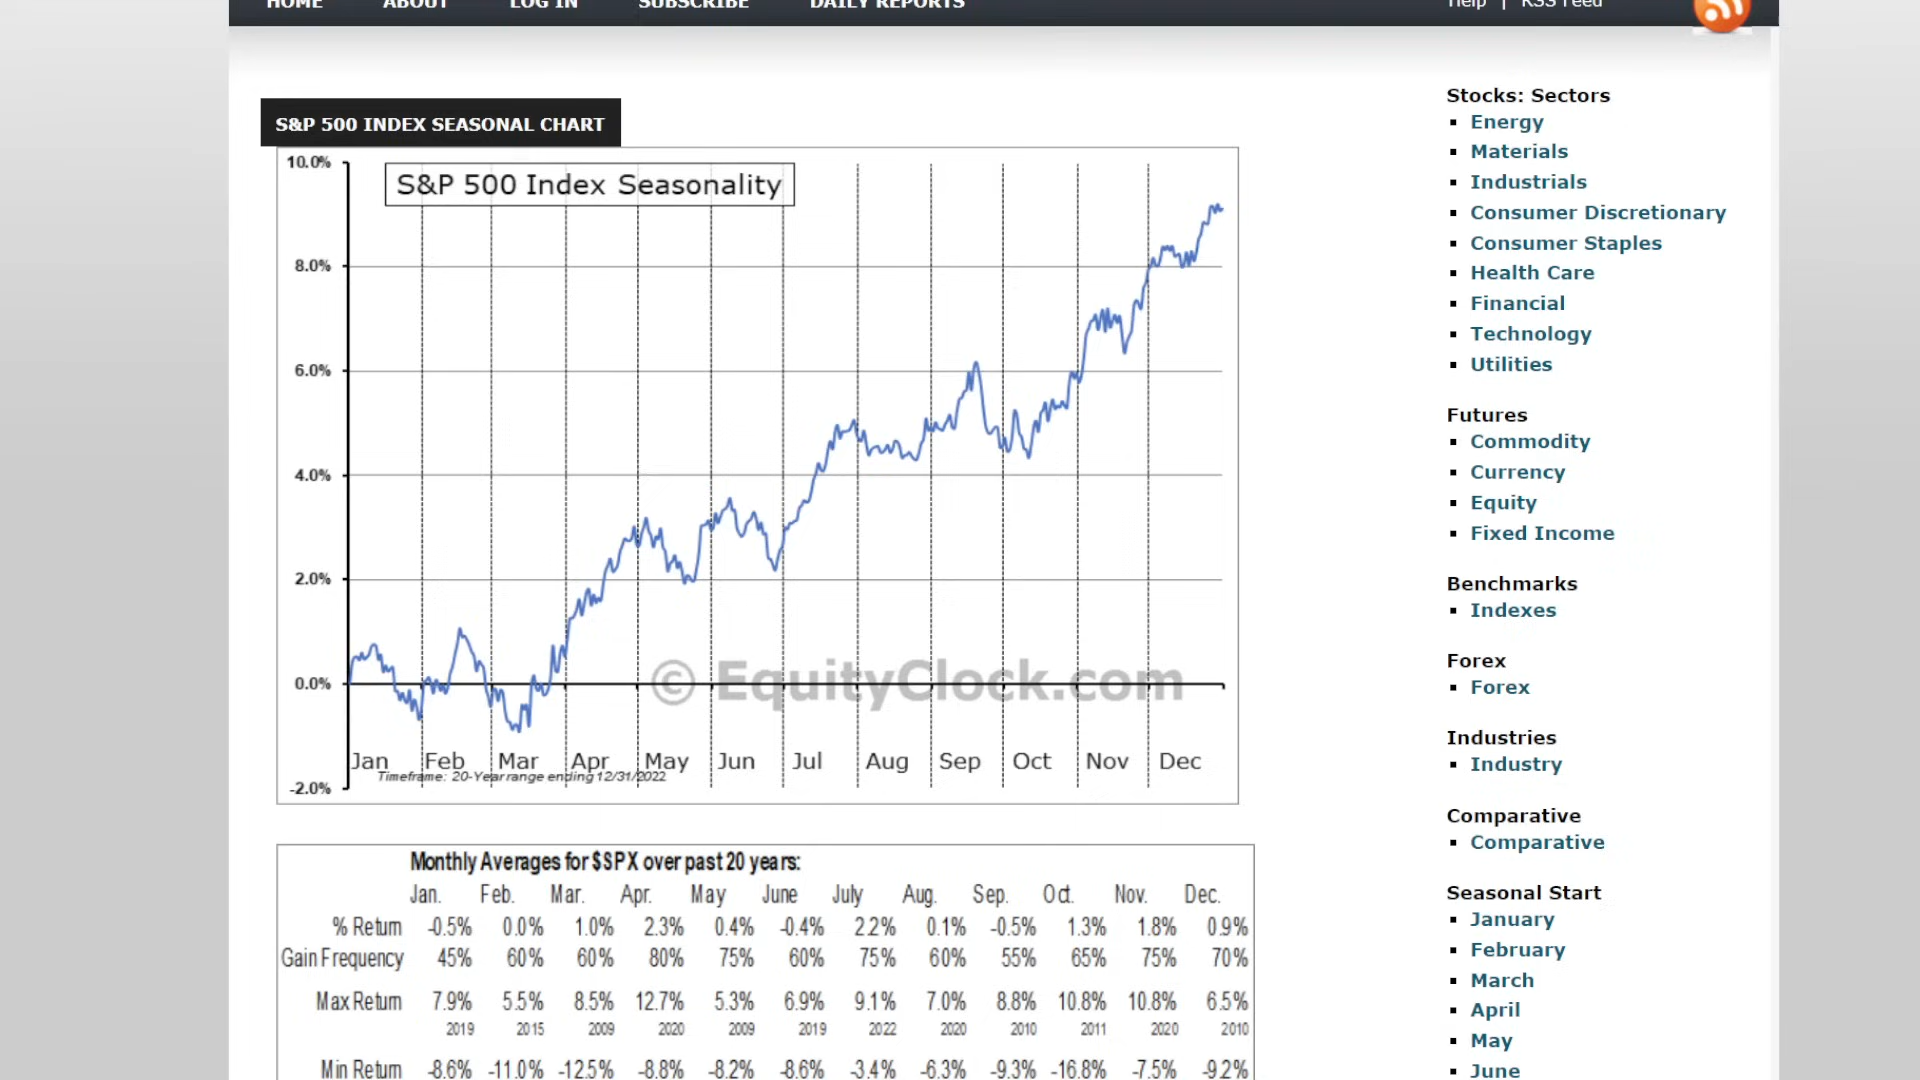 HOME ABOUT LOG IN SUBSCRIBE DAILY REPORTS Help | RSS Feed
S&P 500 INDEX SEASONAL CHART
S&P 500 Index Seasonality
10.0%
8.0%
6.0%
4.0%
2.0%
0.0%
-2.0%
© EquityClock.com
Jan Feb Mar Apr May Jun Jul Aug Sep Oct Nov Dec
Timeframe: 20-Year range ending 12/31/2022
Monthly Averages for $SPX over past 20 years:
Jan. Feb. Mar. Apr. May June July Aug. Sep. Oct. Nov. Dec.
% Return -0.5% 0.0% 1.0% 2.3% 0.4% -0.4% 2.2% 0.1% -0.5% 1.3% 1.8% 0.9%
Gain Frequency 45% 60% 60% 80% 75% 60% 75% 60% 55% 65% 75% 70%
Max Return 7.9% 5.5% 8.5% 12.7% 5.3% 6.9% 9.1% 7.0% 8.8% 10.8% 10.8% 6.5%
2019 2015 2009 2020 2009 2019 2022 2020 2010 2011 2020 2010
Min Return -8.6% -11.0% -12.5% -8.8% -8.2% -8.6% -3.4% -6.3% -9.3% -16.8% -7.5% -9.2%
Stocks: Sectors
Energy
Materials
Industrials
Consumer Discretionary
Consumer Staples
Health Care
Financial
Technology
Utilities
Futures
Commodity
Currency
Equity
Fixed Income
Benchmarks
Indexes
Forex
Forex
Industries
Industry
Comparative
Comparative
Seasonal Start
January
February
March
April
May
June